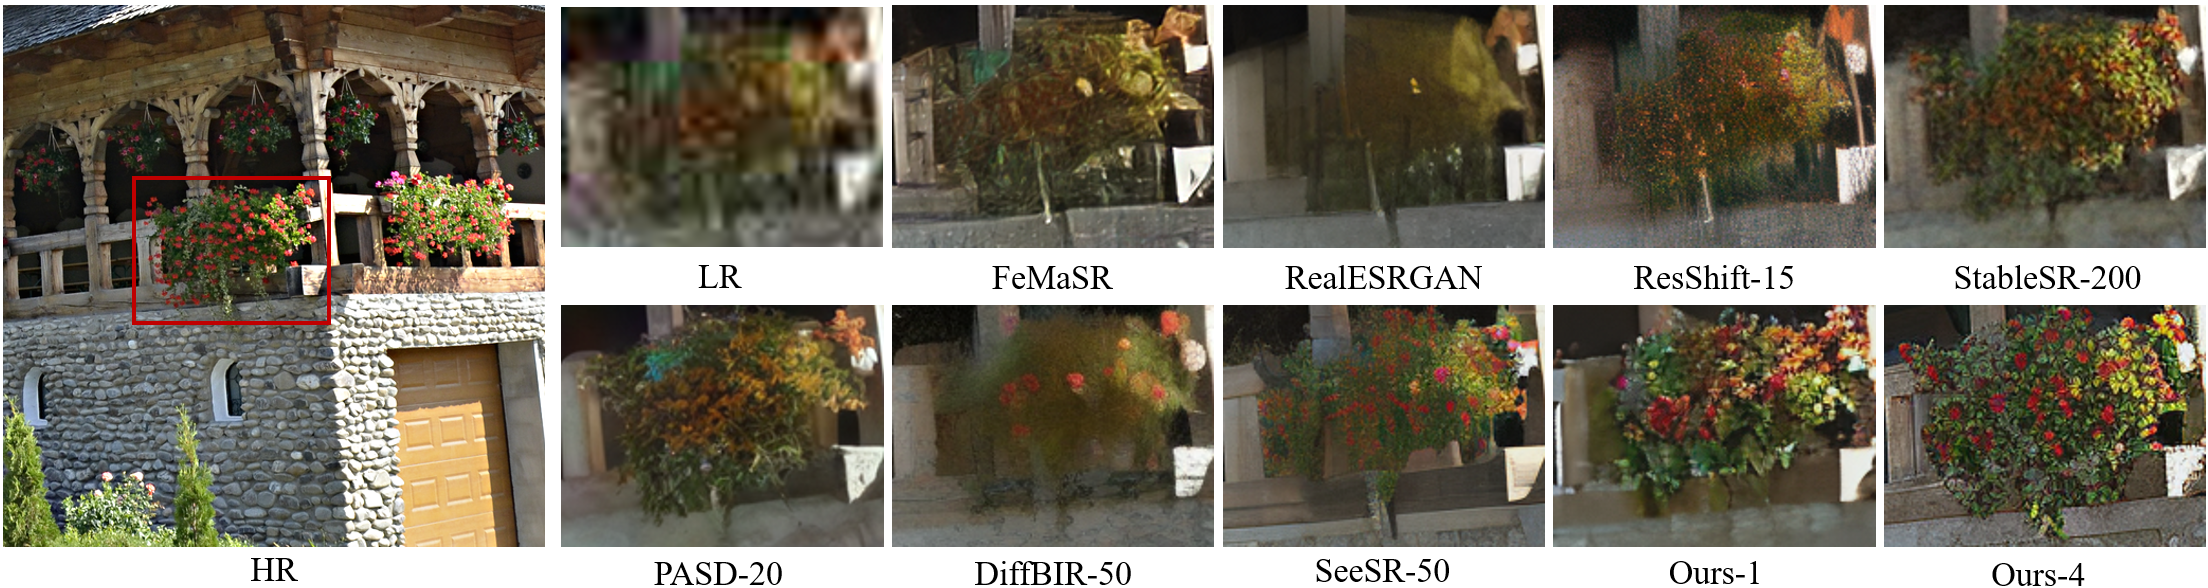 LR
FeMaSR
RealESRGAN
ResShift-15
StableSR-200
HR
PASD-20
DiffBIR-50
SeeSR-50
Ours-1
Ours-4